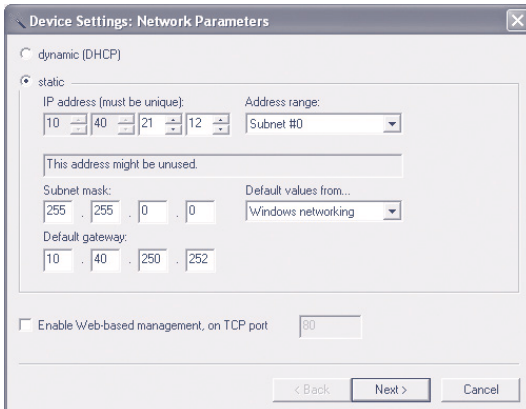 Device Settings: Network Parameters
dynamic (DHCP)
static
IP address (must be unique): Address range:
10 40 21 12 Subnet #0
This address might be unused.
Subnet mask: Default values from...
255 . 255 . 0 . 0 Windows networking
Default gateway:
10 . 40 . 250 . 252
Enable Web-based management, on TCP port 80
< Back Next > Cancel